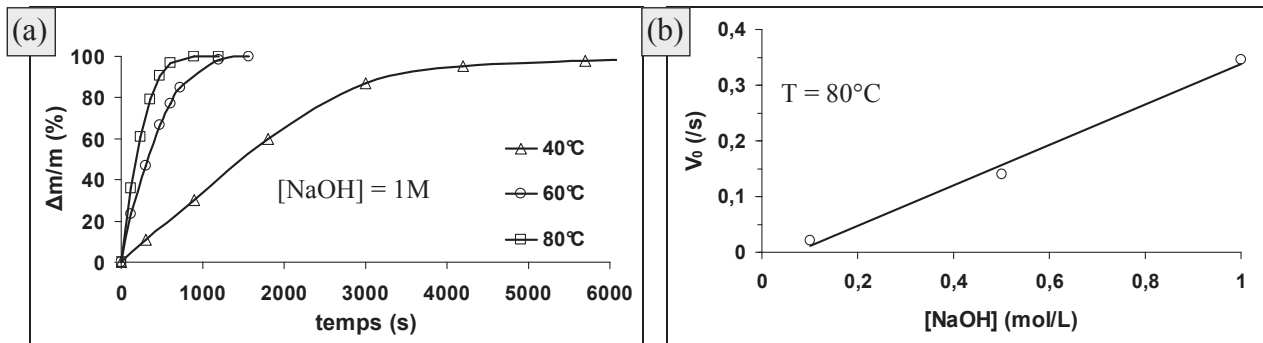 (a)
100
80
60
40
20
0
Δm/m (%)
0 1000 2000 3000 4000 5000 6000
temps (s)
[NaOH] = 1M
40°C
60°C
80°C
(b)
0,4
0,3
0,2
0,1
0
V₀ (/s)
T = 80°C
0 0,2 0,4 0,6 0,8 1
[NaOH] (mol/L)